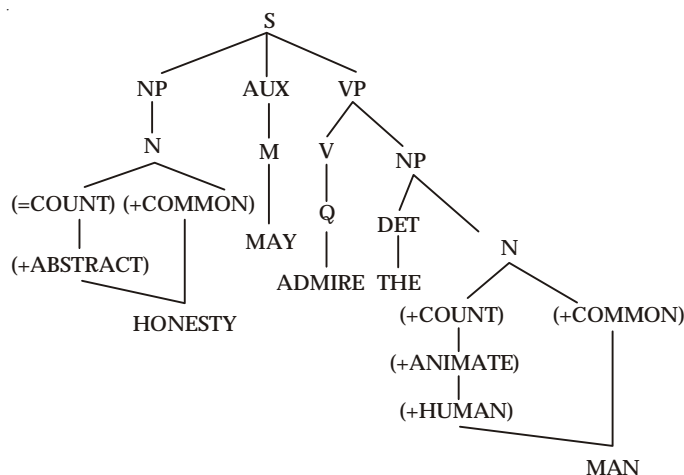 S
NP AUX VP
N M V NP
(=COUNT) (+COMMON) Q DET
(+ABSTRACT) MAY N
ADMIRE THE
HONESTY (+COUNT) (+COMMON)
(+ANIMATE)
(+HUMAN)
MAN